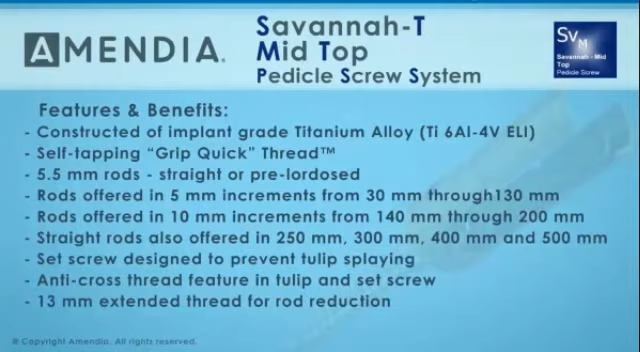 AMENDIA.
Savannah-T
Mid Top
Pedicle Screw System
SVM
Savannah - Mid
Top
Pedicle Screw
Features & Benefits:
- Constructed of implant grade Titanium Alloy (Ti 6Al-4V ELI)
- Self-tapping “Grip Quick” Thread™
- 5.5 mm rods - straight or pre-lordosed
- Rods offered in 5 mm increments from 30 mm through130 mm
- Rods offered in 10 mm increments from 140 mm through 200 mm
- Straight rods also offered in 250 mm, 300 mm, 400 mm and 500 mm
- Set screw designed to prevent tulip splaying
- Anti-cross thread feature in tulip and set screw
- 13 mm extended thread for rod reduction
© Copyright Amendia. All rights reserved.